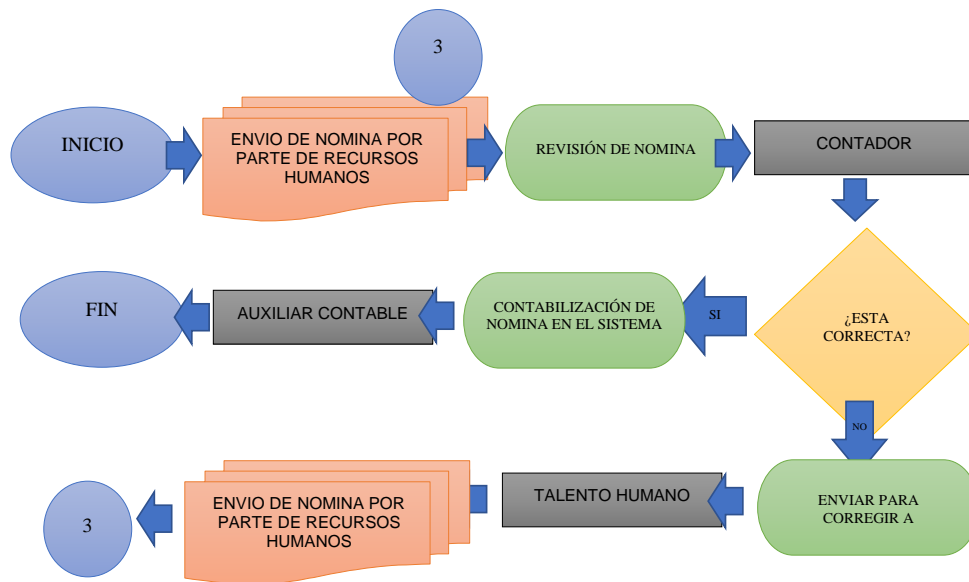 3
INICIO
ENVIO DE NOMINA POR
PARTE DE RECURSOS
HUMANOS
REVISIÓN DE NOMINA
CONTADOR
FIN
AUXILIAR CONTABLE
CONTABILIZACIÓN DE
NOMINA EN EL SISTEMA
SI
¿ESTA
CORRECTA?
NO
3
ENVIO DE NOMINA POR
PARTE DE RECURSOS
HUMANOS
TALENTO HUMANO
ENVIAR PARA
CORREGIR A